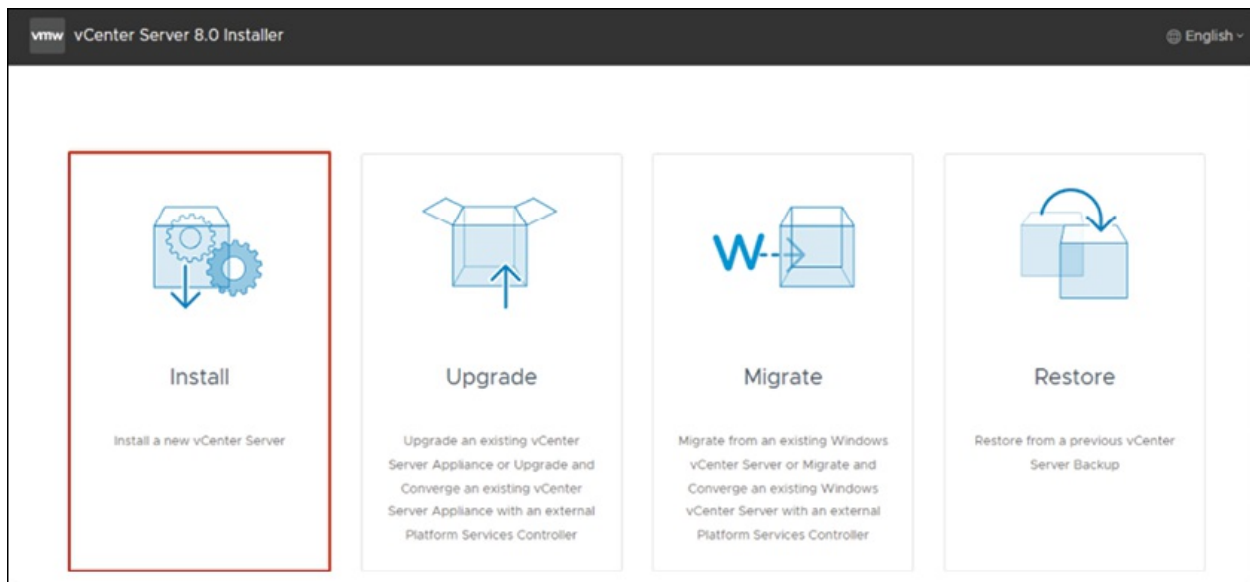 vmw vCenter Server 8.0 Installer
English
Install
Install a new vCenter Server
Upgrade
Upgrade an existing vCenter
Server Appliance or Upgrade and
Converge an existing vCenter
Server Appliance with an external
Platform Services Controller
W
Migrate
Migrate from an existing Windows
vCenter Server or Migrate and
Converge an existing Windows
vCenter Server with an external
Platform Services Controller
Restore
Restore from a previous vCenter
Server Backup